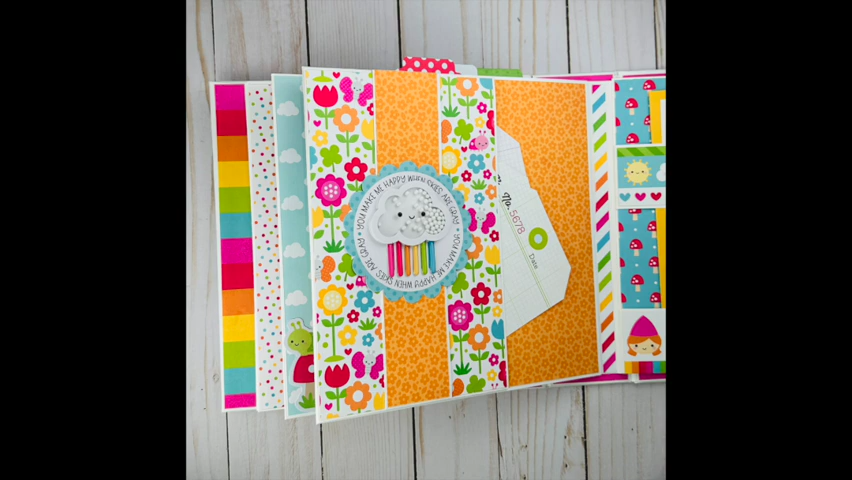 YOU MAKE ME HAPPY WHEN SKIES ARE GRAY • YOU MAKE ME HAPPY WHEN SKIES ARE GRAY •
No. 5678
Date